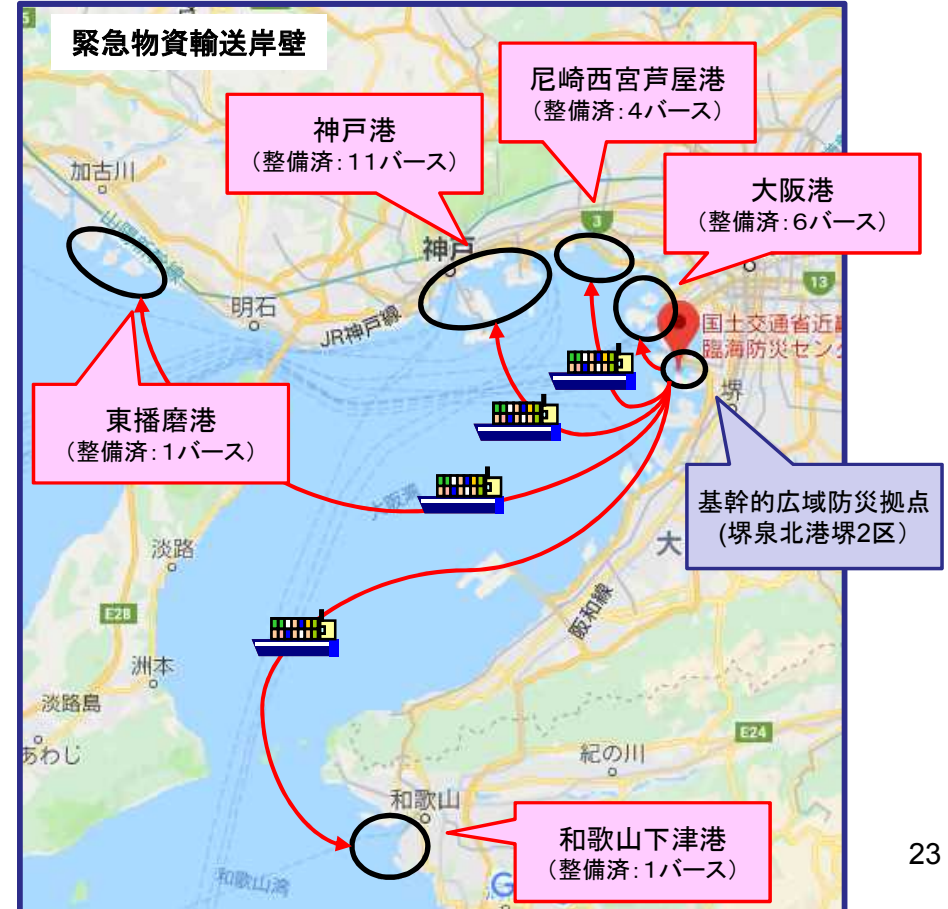 緊急物資輸送岸壁
尼崎西宮芦屋港
（整備済：4バース）
神戸港
（整備済：11バース）
大阪港
（整備済：6バース）
加古川
3
神戸
13
明石
JR神戸線
国土交通省近畿
臨海防災セン
堺
東播磨港
（整備済：1バース）
基幹的広域防災拠点
(堺泉北港堺2区）
大阪湾
淡路
大
阪和線
E28
洲本
淡路島
あわじ
E24
紀の川
和歌山
和歌山下津港
（整備済：1バース）
和歌山湾
G
23